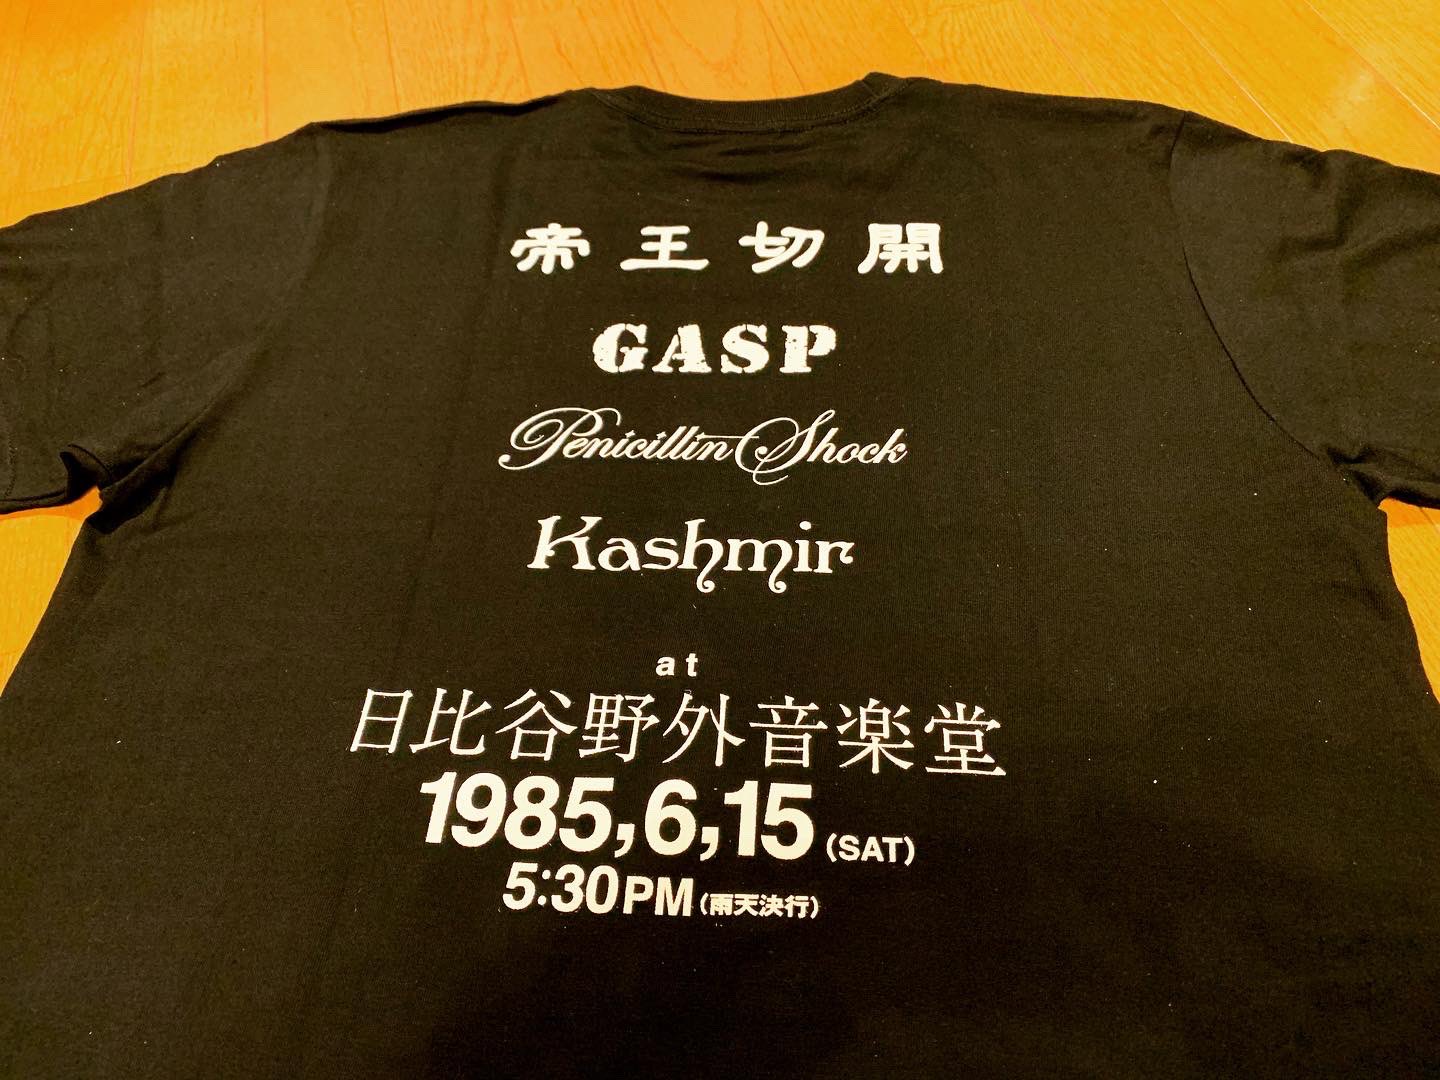 帝王切開
GASP
Penicillin Shock
Kashmir
at
日比谷野外音楽堂
1985,6,15 (SAT)
5:30PM (雨天決行)